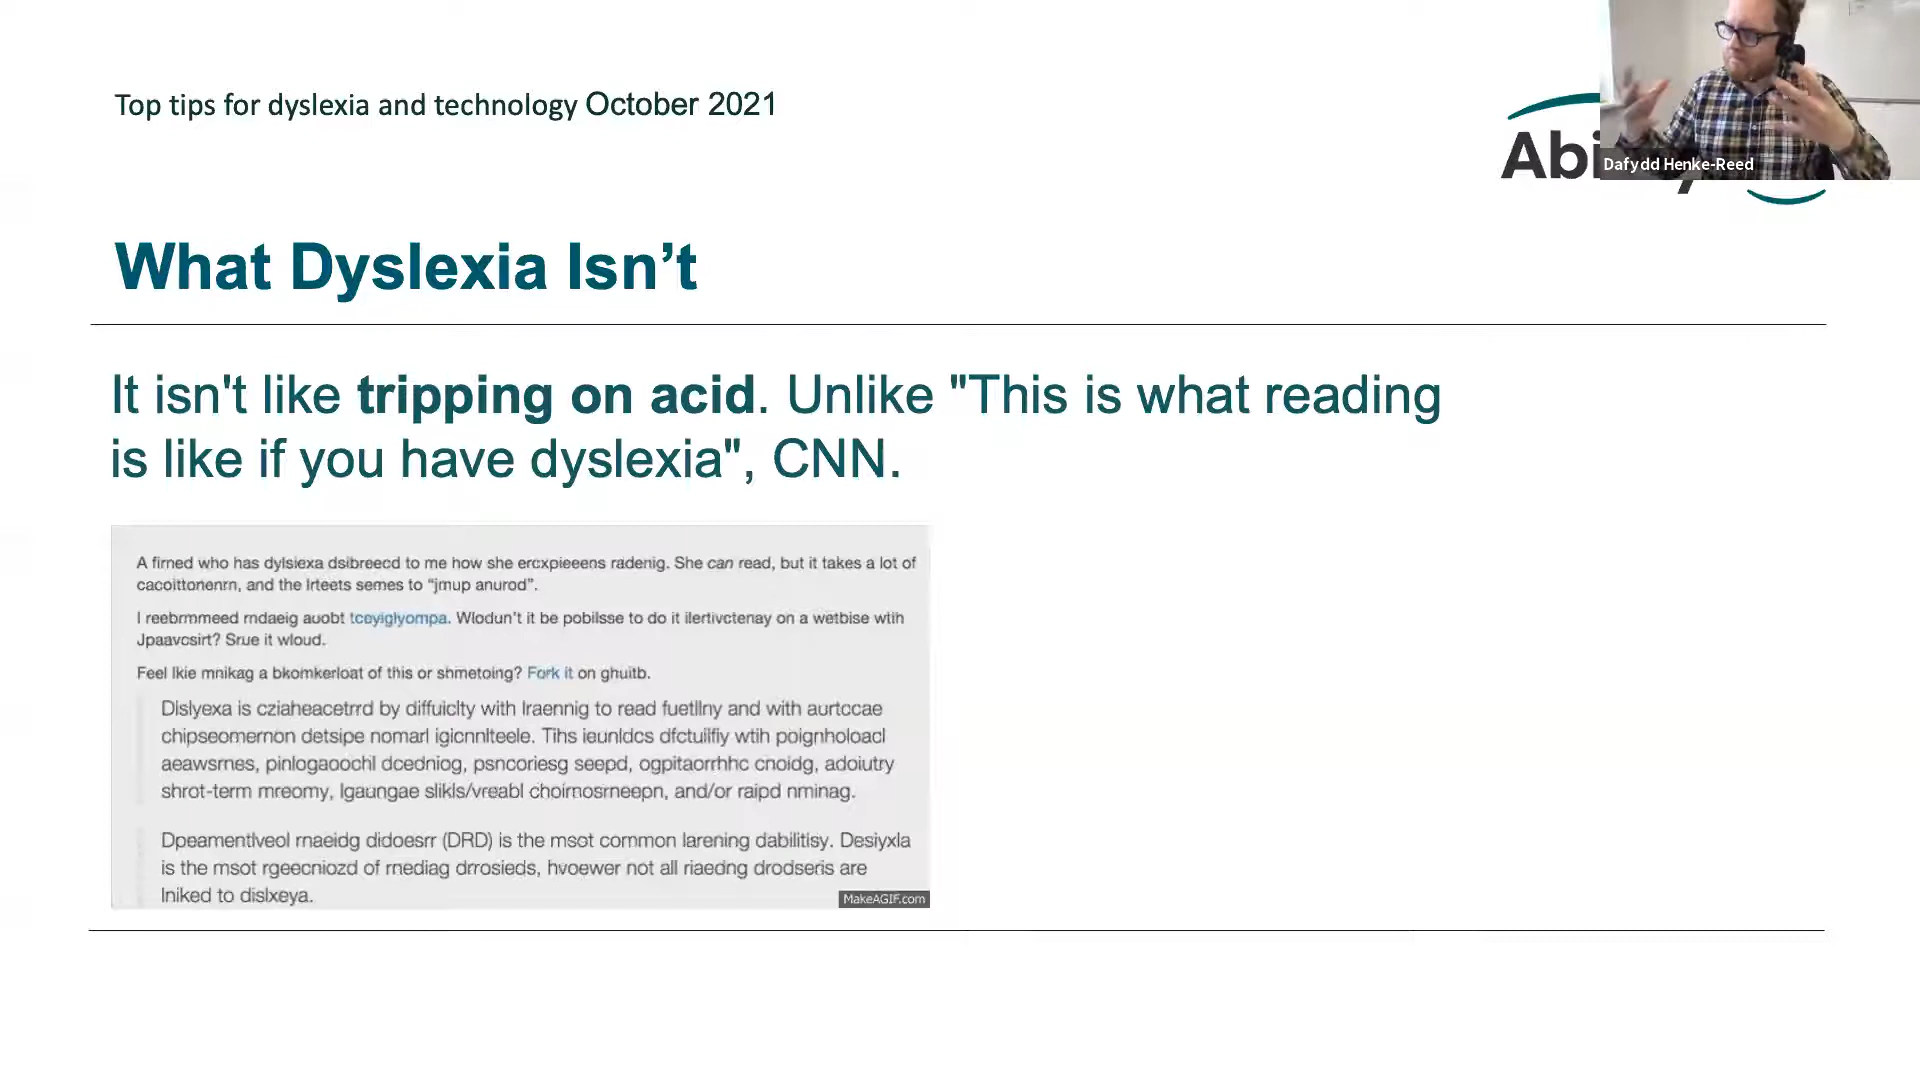 Top tips for dyslexia and technology October 2021
Dafydd Henke-Reed
What Dyslexia Isn’t
It isn't like tripping on acid. Unlike "This is what reading
is like if you have dyslexia", CNN.
A firned who has dylsiexa dsibreecd to me how she ercxpieeens radenig. She can read, but it takes a lot of
cacoittonenrn, and the lrteets semes to “jmup anurod”.
I reebrmmeed rndaeig auobt tceyiglyompa. Wlodun’t it be pobilsse to do it ilertivctenay on a wetbise wtih
Jpaavcsirt? Srue it wloud.
Feel lkie mnikag a bkomkerloat of this or shmetoing? Fork it on ghuitb.
Dislyexa is cziaheacetrrd by diffuiclty with lraennig to read fuetllny and with aurtccae
chipseomernon detsipe nomarl igicnnlteele. Tihs ieunldcs dfctuilfiy wtih poignholoacl
aeawsrnes, pinlogaoochl dcedniog, psncoriesg seepd, ogpitaorrhhc cnoidg, adoiutry
shrot-term mreomy, lgaungae slikls/vreabl choirnosrneepn, and/or raipd nminag.
Dpeamentlveol rnaeidg didoesrr (DRD) is the msot common larening dabilitisy. Desiyxla
is the msot rgeecniozd of rnediag drrosieds, hvoewer not all riaedng drodseris are
lniked to dislxeya.
MakeAGIF.com